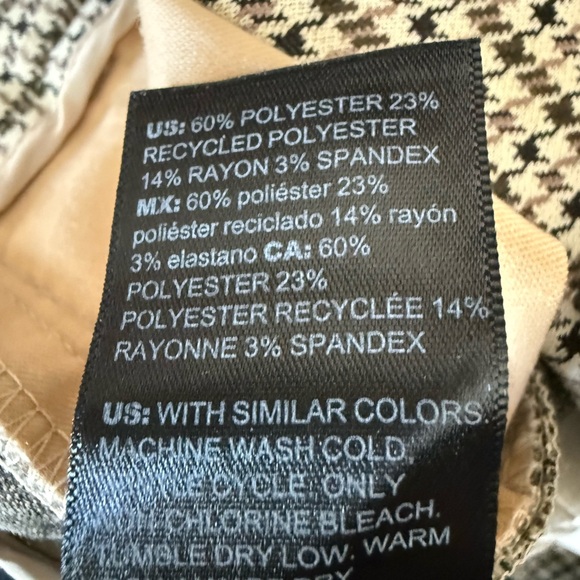 US: 60% POLYESTER 23%
RECYCLED POLYESTER
14% RAYON 3% SPANDEX
MX: 60% poliéster 23%
poliéster reciclado 14% rayón
3% elastano CA: 60%
POLYESTER 23%
POLYESTER RECYCLÉE 14%
RAYONNE 3% SPANDEX
US: WITH SIMILAR COLORS
MACHINE WASH COLD.
CYCLE. ONLY
CHLORINE BLEACH.
TUMBLE DRY LOW. WARM
DRY